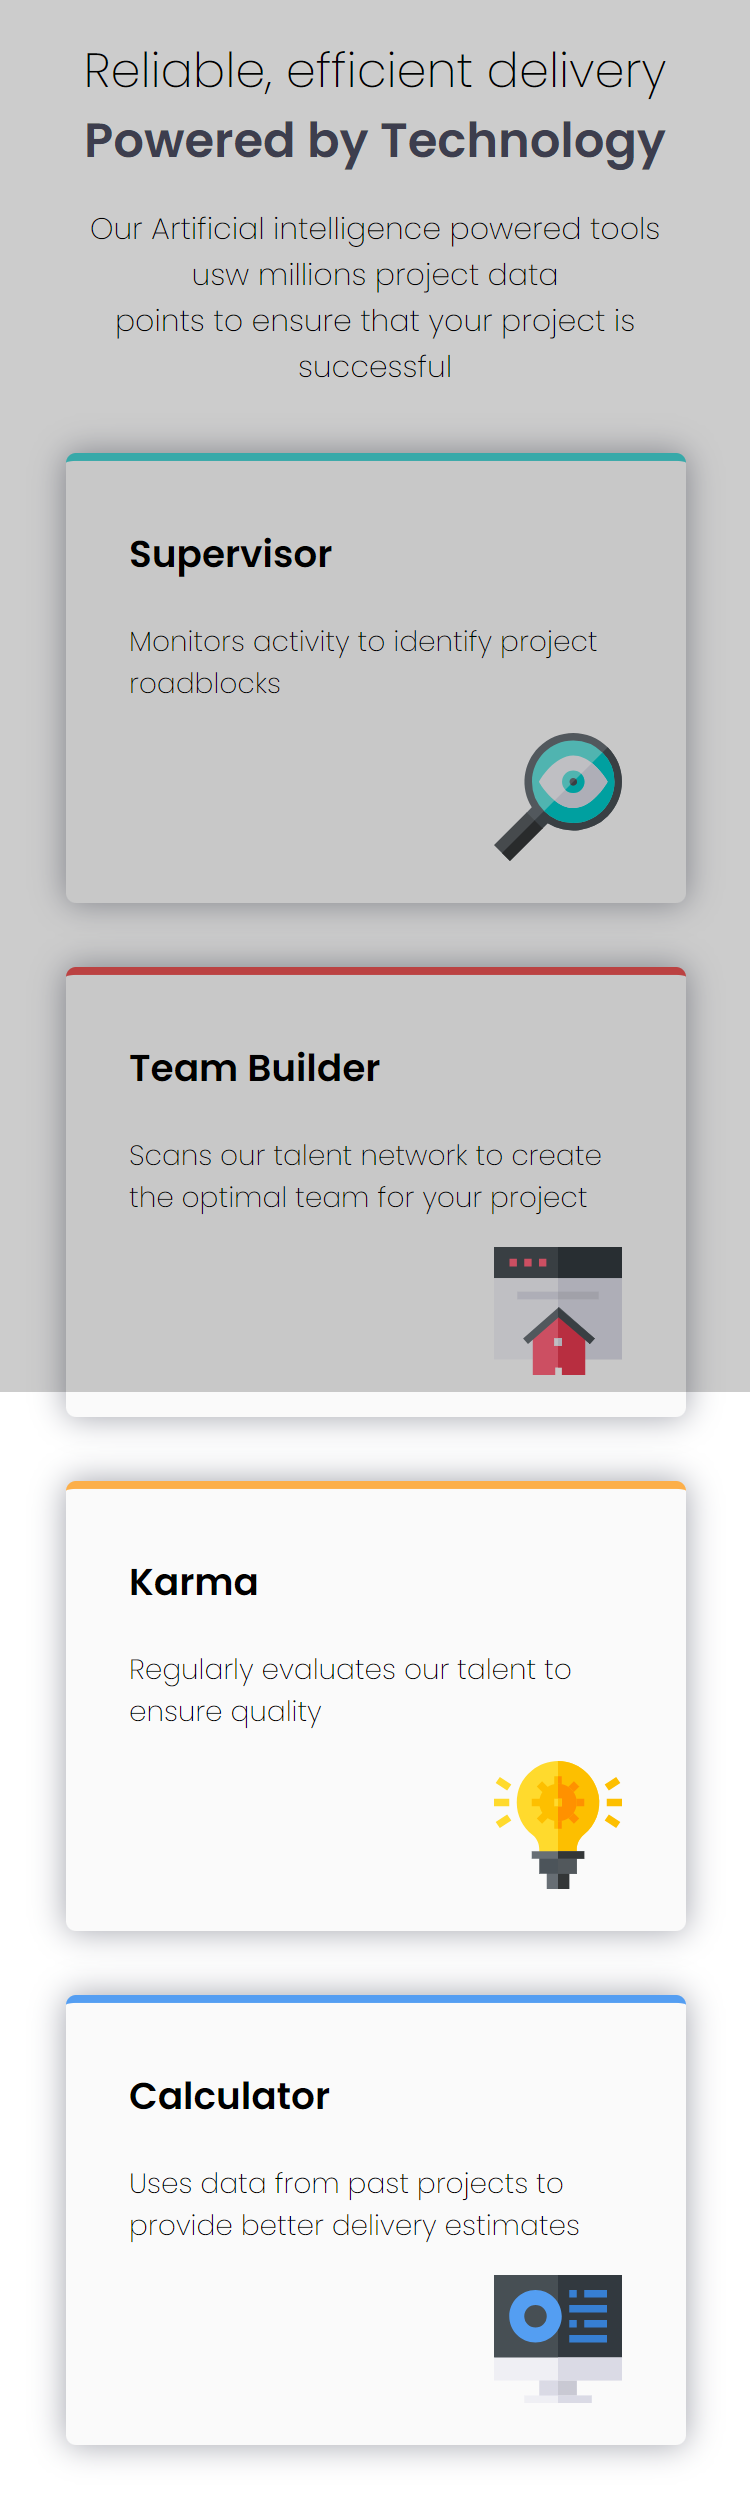 Reliable, efficient delivery
Powered by Technology
Our Artificial intelligence powered tools
usw millions project data
points to ensure that your project is
successful
Supervisor
Monitors activity to identify project
roadblocks
Team Builder
Scans our talent network to create
the optimal team for your project
Karma
Regularly evaluates our talent to
ensure quality
Calculator
Uses data from past projects to
provide better delivery estimates